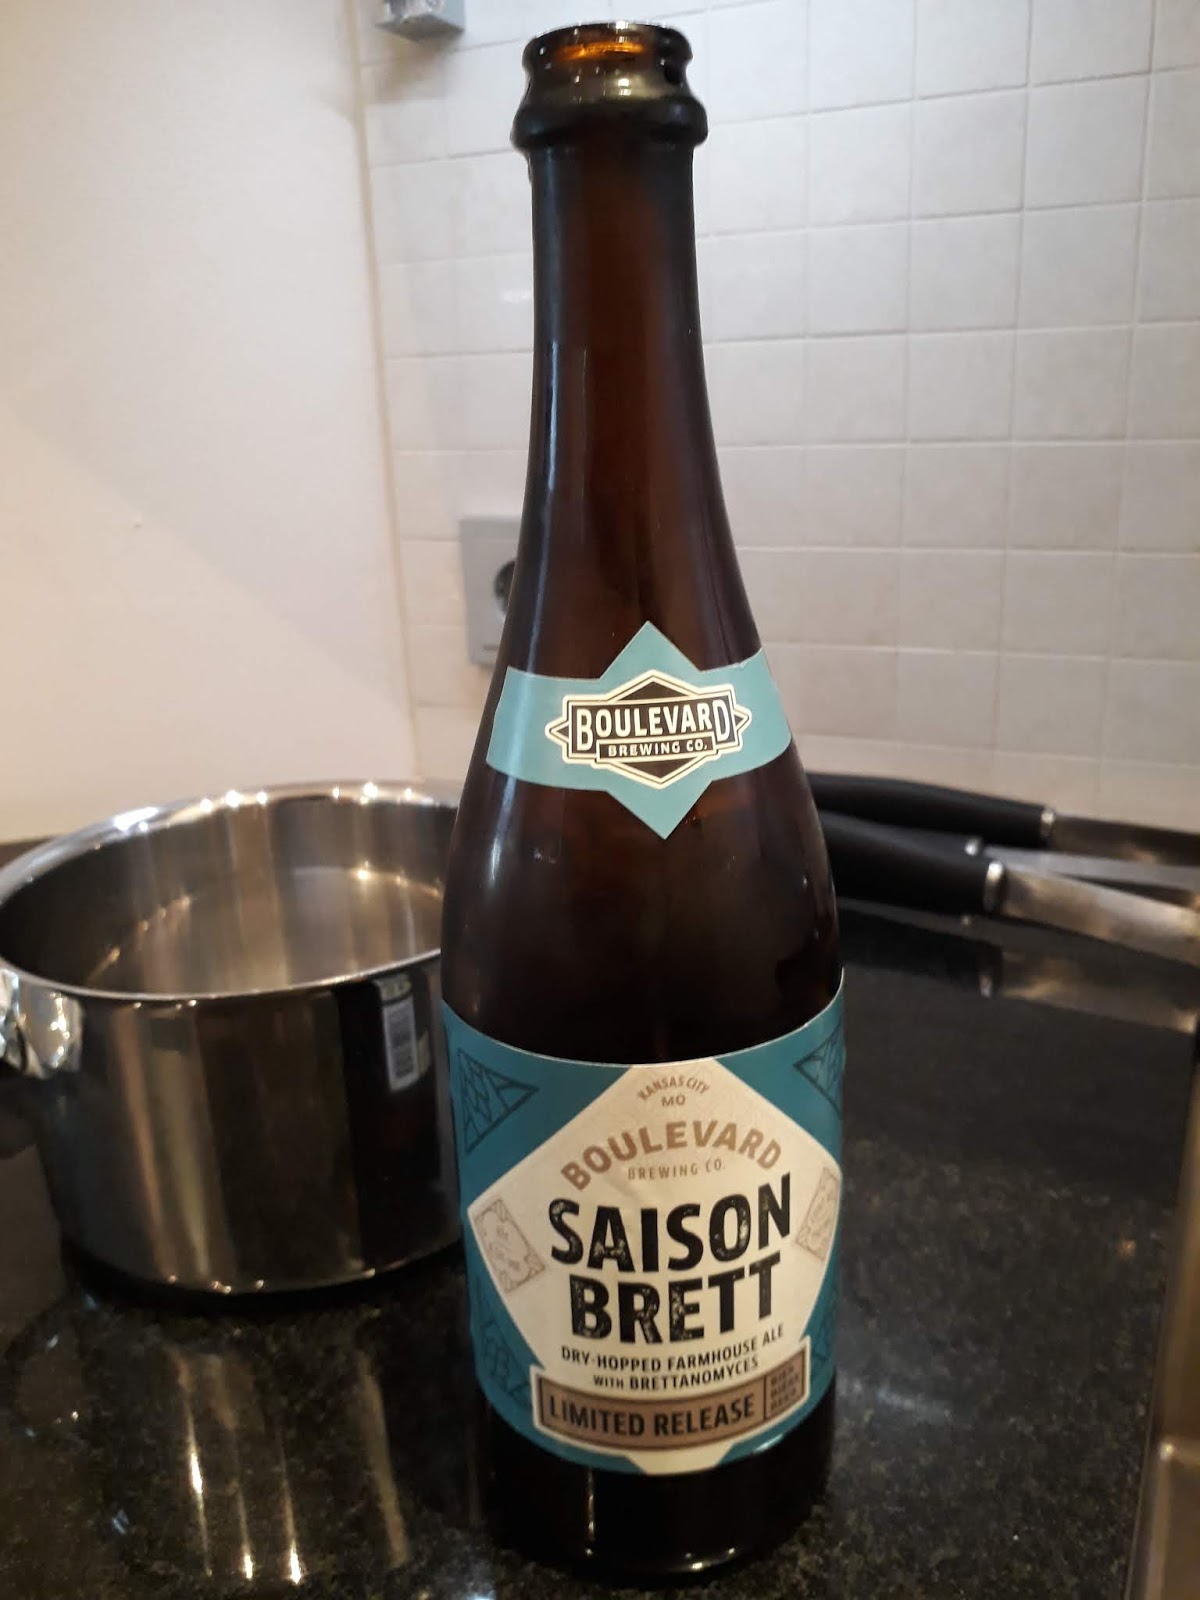 BOULEVARD
BREWING CO.
KANSAS CITY
MO
BOULEVARD
BREWING CO.
SAISON
BRETT
DRY-HOPPED FARMHOUSE ALE
WITH BRETTANOMYCES
LIMITED RELEASE